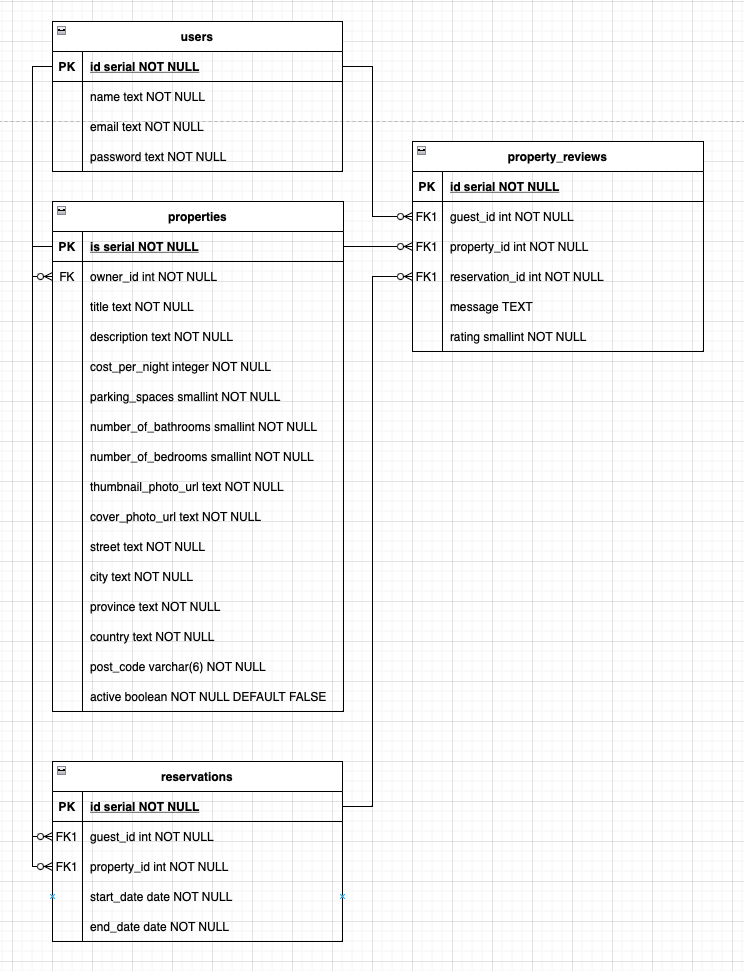 users
PK id serial NOT NULL
name text NOT NULL
email text NOT NULL
password text NOT NULL
properties
PK is serial NOT NULL
FK owner_id int NOT NULL
title text NOT NULL
description text NOT NULL
cost_per_night integer NOT NULL
parking_spaces smallint NOT NULL
number_of_bathrooms smallint NOT NULL
number_of_bedrooms smallint NOT NULL
thumbnail_photo_url text NOT NULL
cover_photo_url text NOT NULL
street text NOT NULL
city text NOT NULL
province text NOT NULL
country text NOT NULL
post_code varchar(6) NOT NULL
active boolean NOT NULL DEFAULT FALSE
reservations
PK id serial NOT NULL
FK1 guest_id int NOT NULL
FK1 property_id int NOT NULL
start_date date NOT NULL
end_date date NOT NULL
property_reviews
PK id serial NOT NULL
FK1 guest_id int NOT NULL
FK1 property_id int NOT NULL
FK1 reservation_id int NOT NULL
message TEXT
rating smallint NOT NULL